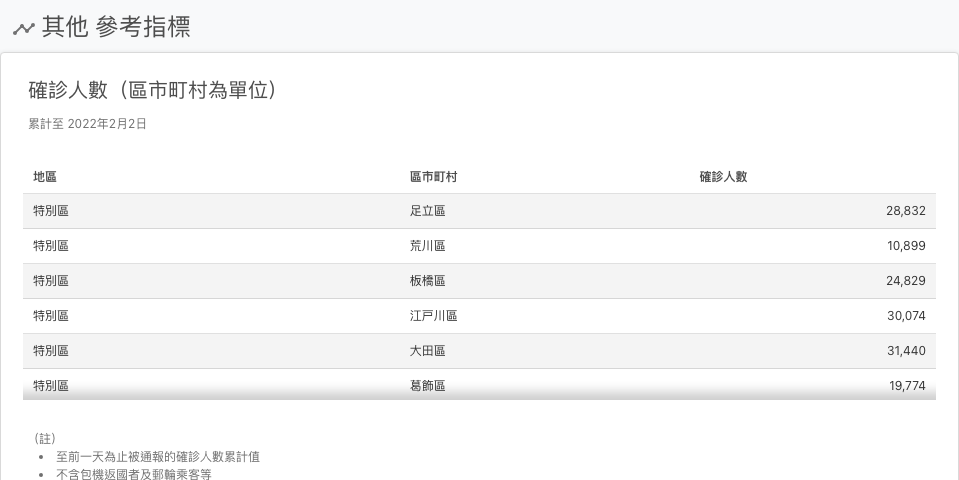 其他 參考指標
確診人數（區市町村為單位）
累計至 2022年2月2日
地區 區市町村 確診人數
特別區 足立區 28,832
特別區 荒川區 10,899
特別區 板橋區 24,829
特別區 江戸川區 30,074
特別區 大田區 31,440
特別區 葛飾區 19,774
（註）
• 至前一天為止被通報的確診人數累計值
• 不含包機返國者及郵輪乘客等